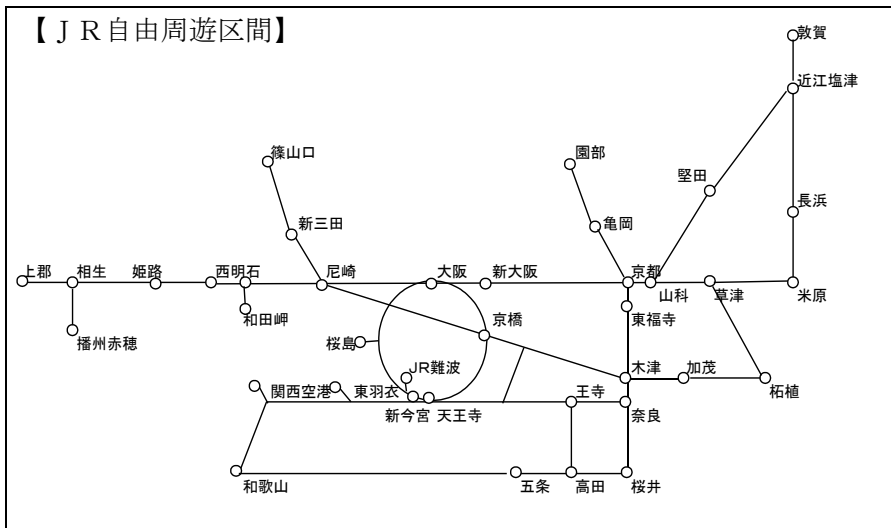 【ＪＲ自由周遊区間】
敦賀
近江塩津
篠山口
園部
堅田
長浜
新三田
亀岡
上郡
相生
姫路
西明石
尼崎
大阪
新大阪
京都
山科
草津
米原
和田岬
東福寺
播州赤穂
桜島
京橋
JR難波
木津
加茂
柘植
関西空港
東羽衣
新今宮
天王寺
王寺
奈良
和歌山
五条
高田
桜井